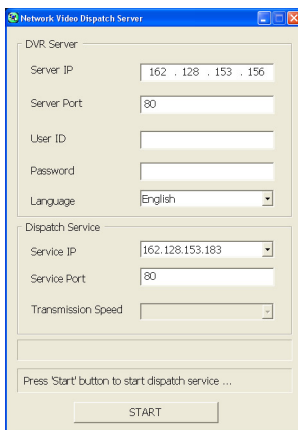 Network Video Dispatch Server
DVR Server
Server IP 162 . 128 . 153 . 156
Server Port 80
User ID
Password
Language English
Dispatch Service
Service IP 162.128.153.183
Service Port 80
Transmission Speed
Press 'Start' button to start dispatch service ...
START